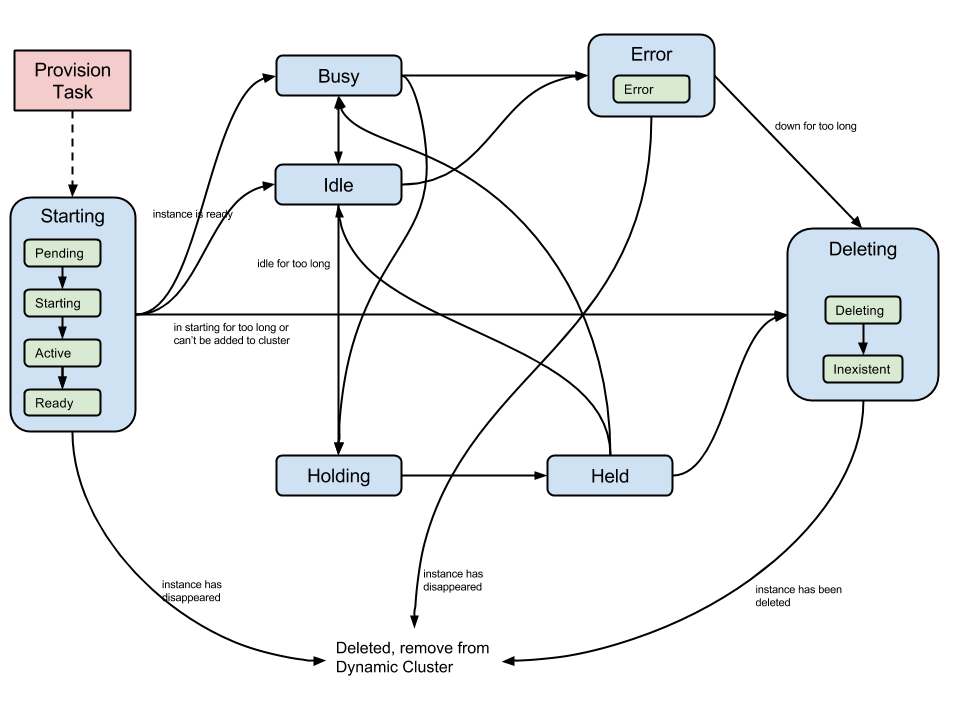 Provision
Task
Busy
Error
Error
down for too long
Idle
Starting
instance is ready
Pending
Starting
Active
Ready
idle for too long
in starting for too long or
can't be added to cluster
Deleting
Deleting
Inexistent
Holding
Held
instance has
disappeared
instance has
disappeared
instance has been
deleted
Deleted, remove from
Dynamic Cluster